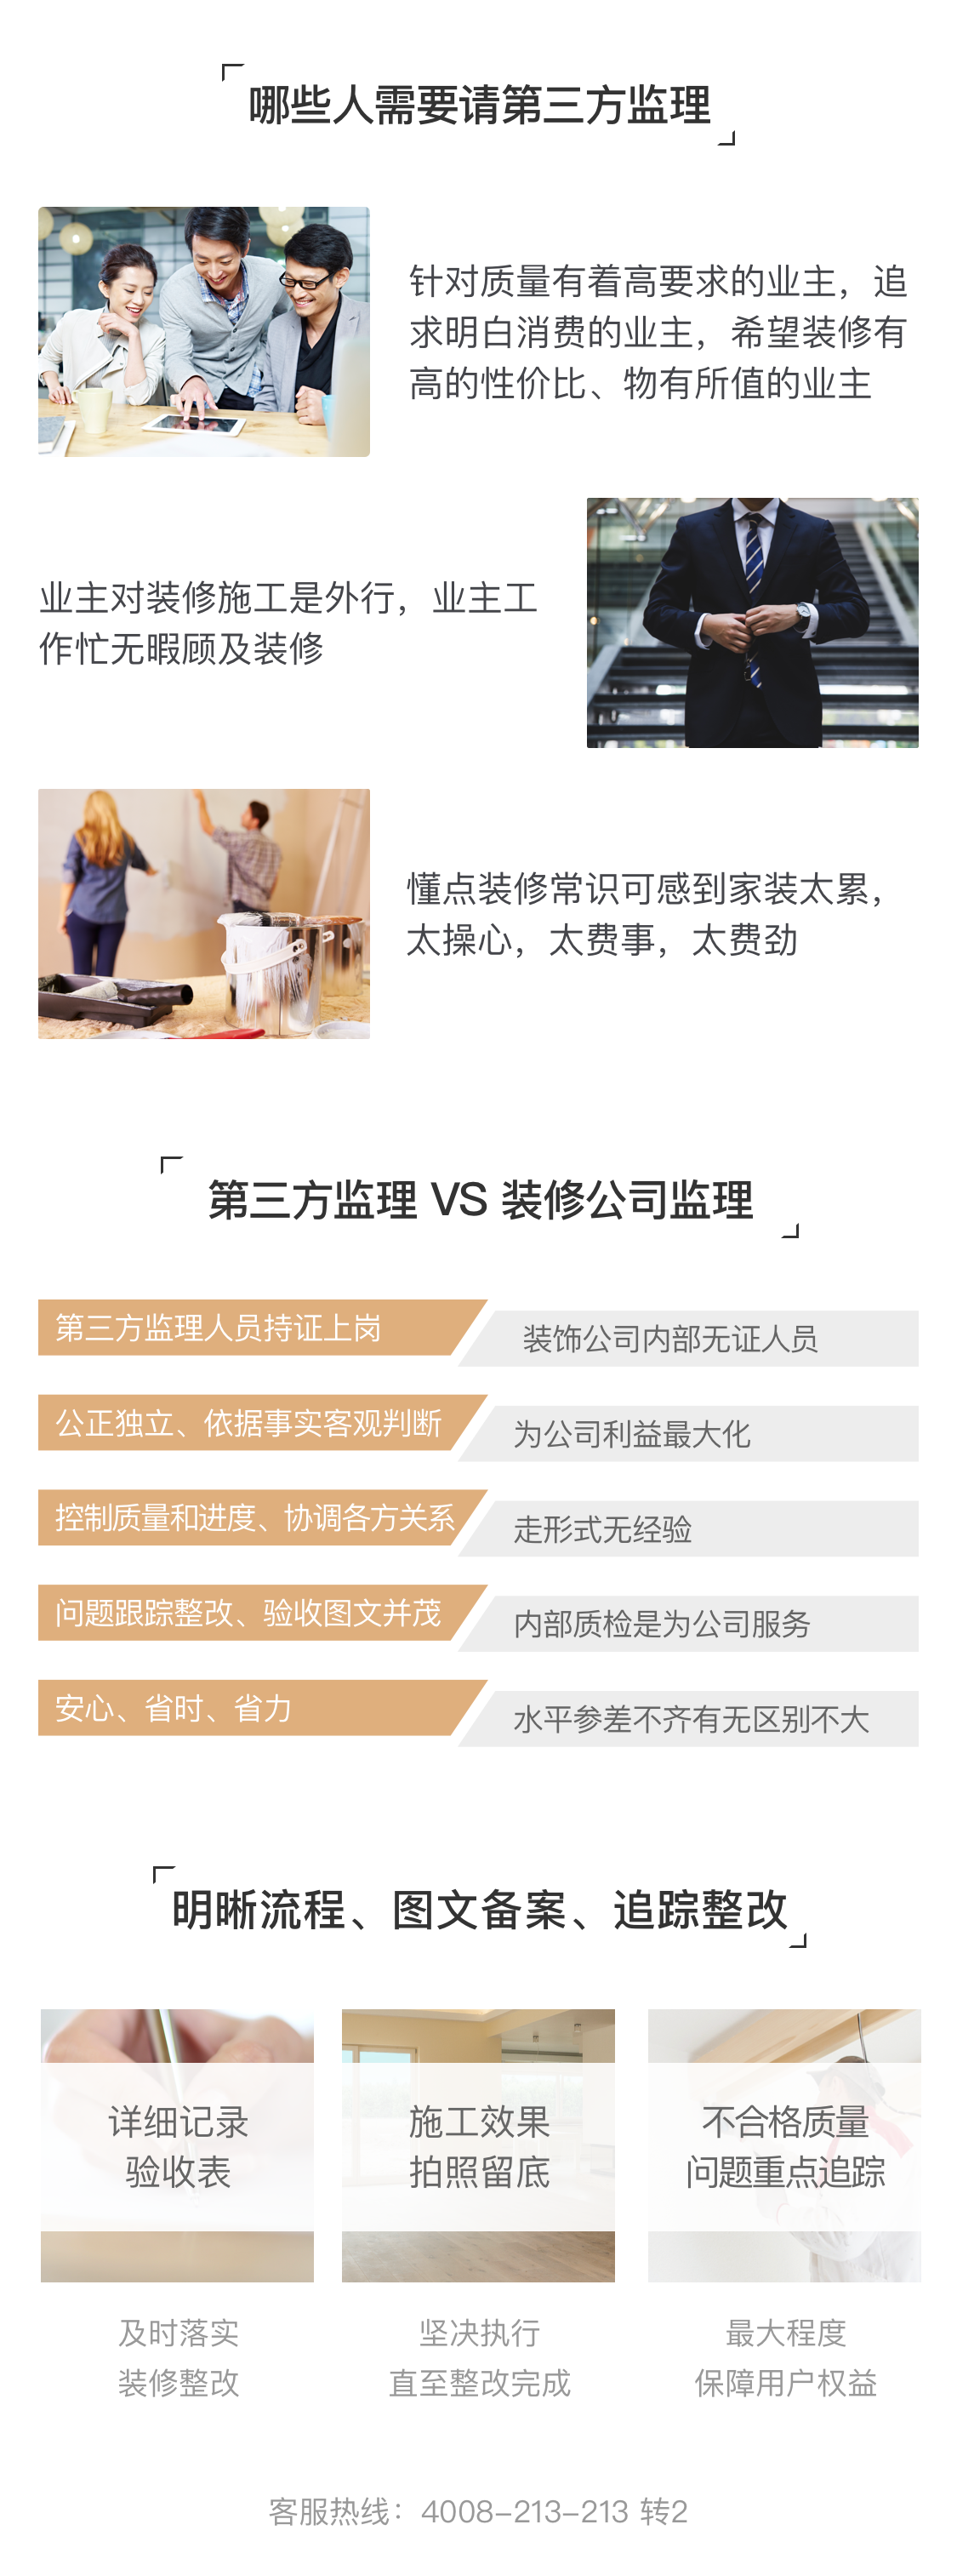 哪些人需要请第三方监理
针对质量有着高要求的业主，追
求明白消费的业主，希望装修有
高的性价比、物有所值的业主
业主对装修施工是外行，业主工
作忙无暇顾及装修
懂点装修常识可感到家装太累，
太操心，太费事，太费劲
第三方监理 VS 装修公司监理
第三方监理人员持证上岗
装饰公司内部无证人员
公正独立、依据事实客观判断
为公司利益最大化
控制质量和进度、协调各方关系
走形式无经验
问题跟踪整改、验收图文并茂
内部质检是为公司服务
安心、省时、省力
水平参差不齐有无区别不大
明晰流程、图文备案、追踪整改
详细记录
验收表
施工效果
拍照留底
不合格质量
问题重点追踪
及时落实
装修整改
坚决执行
直至整改完成
最大程度
保障用户权益
客服热线：4008-213-213 转2